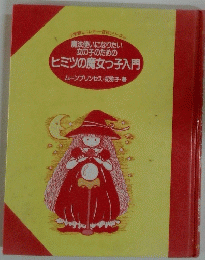 魔法使いになりたい
女の子のための
ヒミツの魔女っ子入門
ムーンプリンセス・妃弥子・著